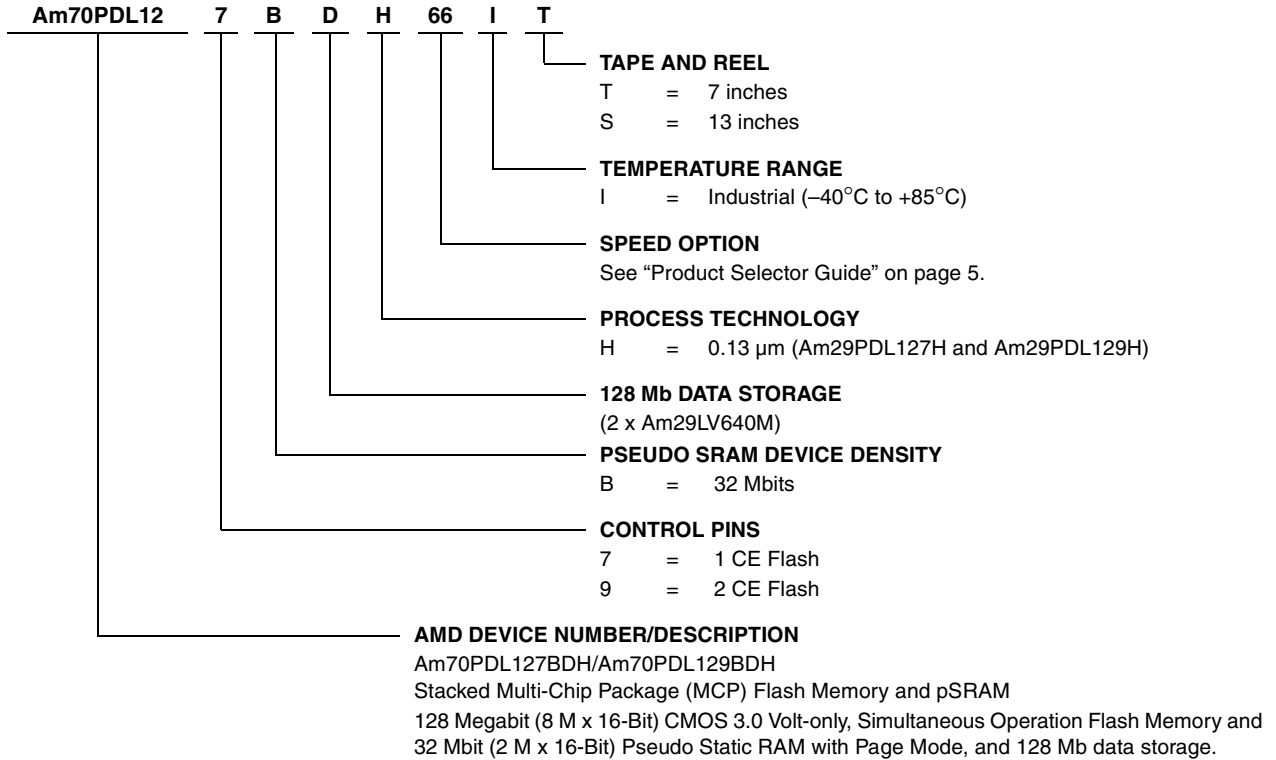 Am70PDL12 7 B D H 66 I T
TAPE AND REEL
T = 7 inches
S = 13 inches
TEMPERATURE RANGE
I = Industrial (–40°C to +85°C)
SPEED OPTION
See “Product Selector Guide” on page 5.
PROCESS TECHNOLOGY
H = 0.13 µm (Am29PDL127H and Am29PDL129H)
128 Mb DATA STORAGE
(2 x Am29LV640M)
PSEUDO SRAM DEVICE DENSITY
B = 32 Mbits
CONTROL PINS
7 = 1 CE Flash
9 = 2 CE Flash
AMD DEVICE NUMBER/DESCRIPTION
Am70PDL127BDH/Am70PDL129BDH
Stacked Multi-Chip Package (MCP) Flash Memory and pSRAM
128 Megabit (8 M x 16-Bit) CMOS 3.0 Volt-only, Simultaneous Operation Flash Memory and
32 Mbit (2 M x 16-Bit) Pseudo Static RAM with Page Mode, and 128 Mb data storage.